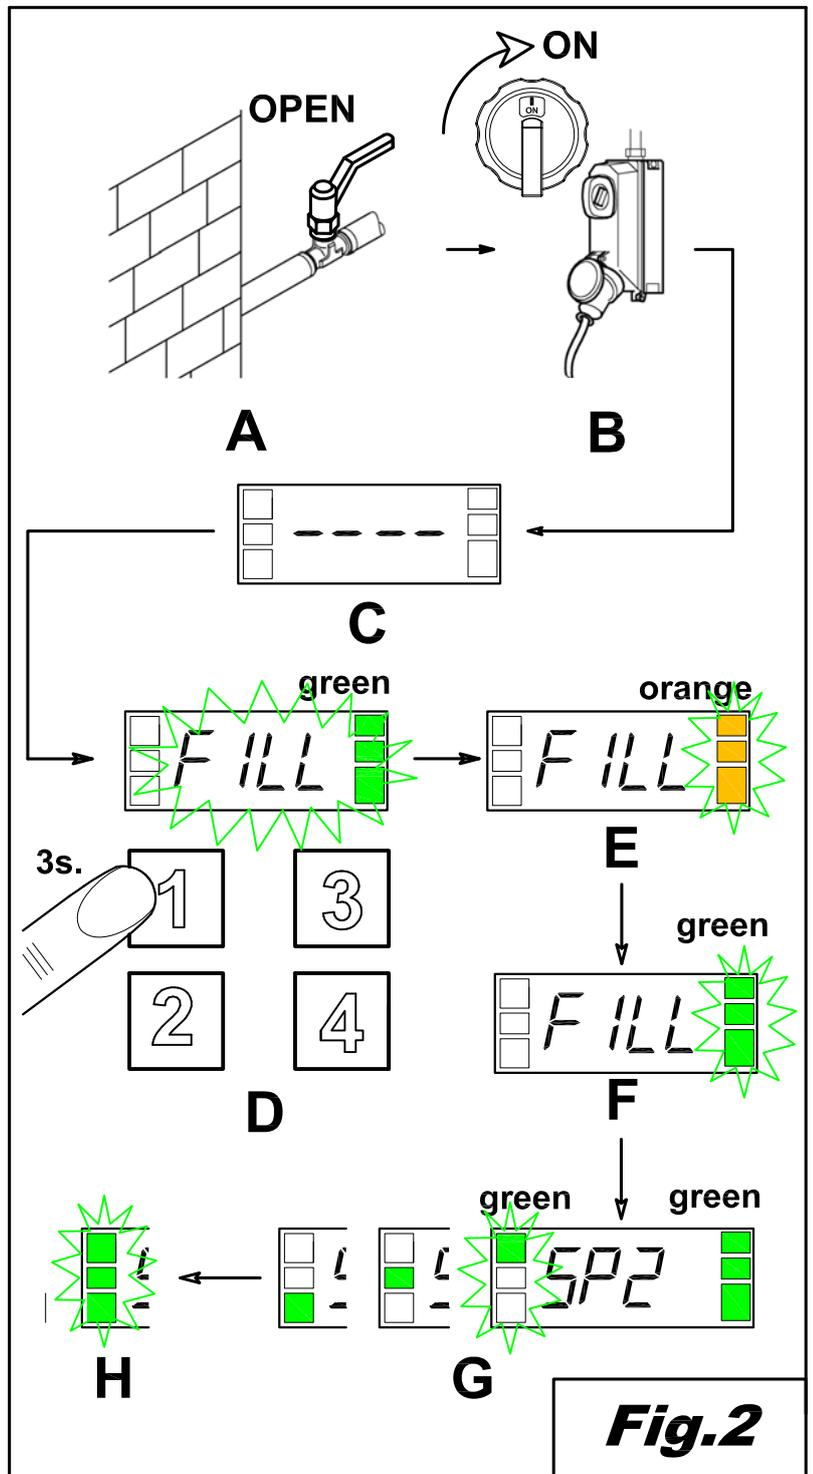 ON
OPEN
ON
A
B
----
C
green
orange
FILL
FILL
E
3s.
1
3
green
2
4
FILL
D
F
green
green
SP2
H
G
Fig.2